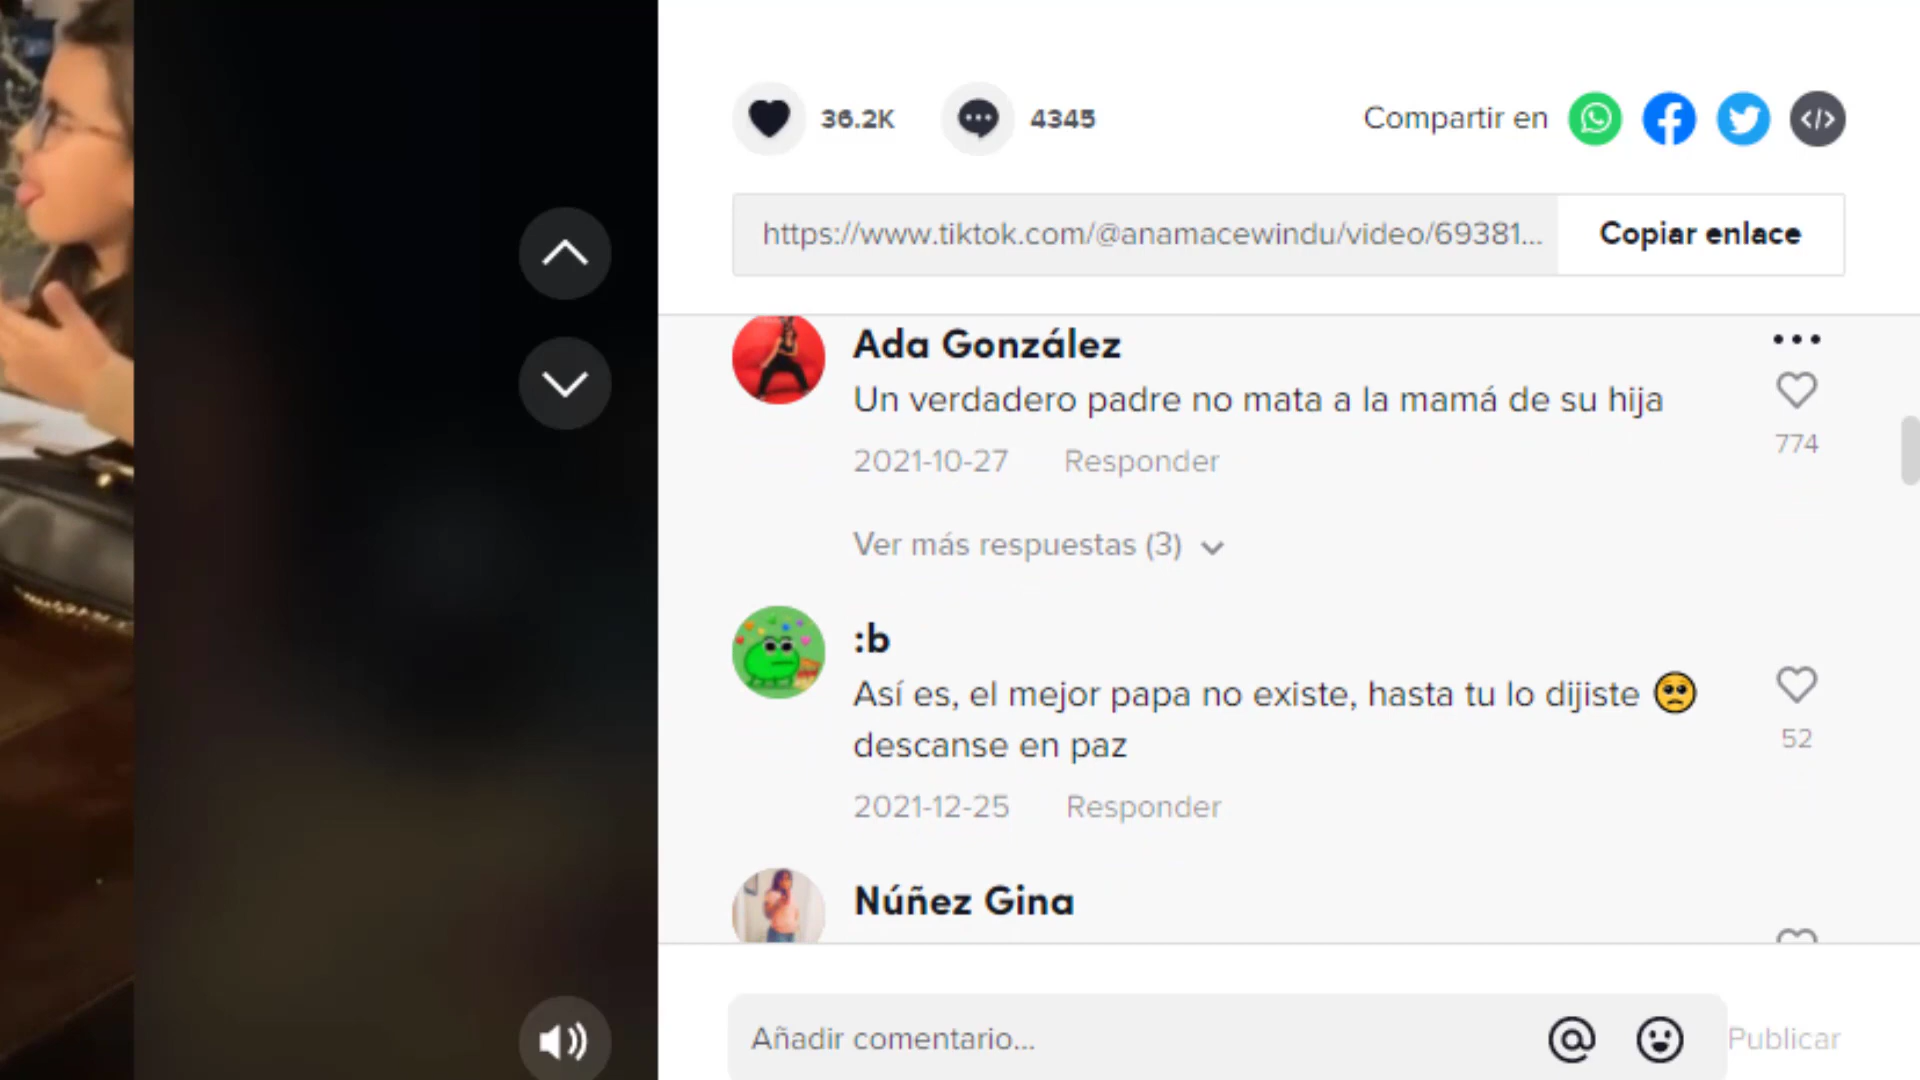 36.2K
4345
Compartir en
https://www.tiktok.com/@anamacewindu/video/69381...
Copiar enlace
Ada González
Un verdadero padre no mata a la mamá de su hija
774
2021-10-27 Responder
Ver más respuestas (3)
:b
Así es, el mejor papa no existe, hasta tu lo dijiste 🥺
descanse en paz
52
2021-12-25 Responder
Núñez Gina
Añadir comentario...
Publicar